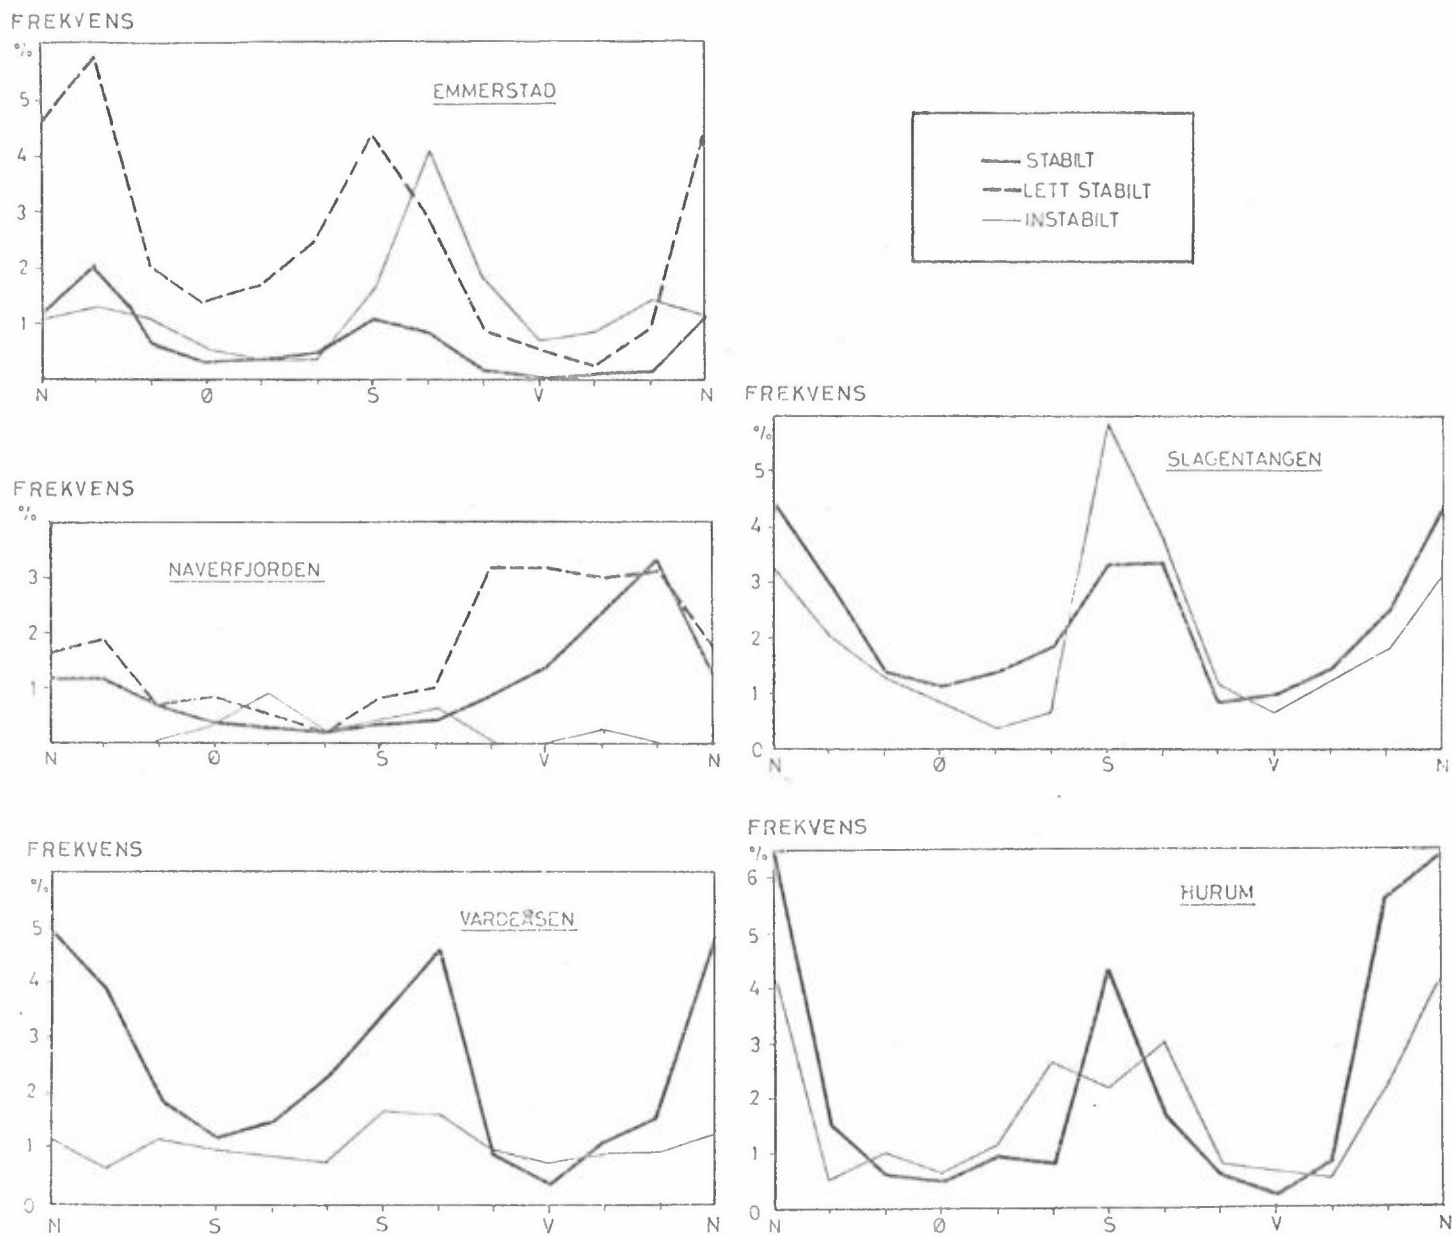 FREKVENS
%
EMMERSTAD
5
4
3
2
1
N Ø S V N
STABILT
LETT STABILT
INSTABILT
FREKVENS
%
NAVERFJORDEN
3
2
1
N Ø S V N
FREKVENS
%
SLAGENTANGEN
5
4
3
2
1
0
N Ø S V N
FREKVENS
%
VARDEÅSEN
5
4
3
2
1
0
N S S V N
FREKVENS
%
HURUM
6
5
4
3
2
1
0
N Ø S V N